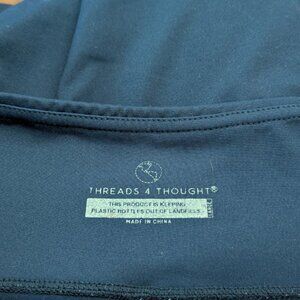 THREADS 4 THOUGHT®
THIS PRODUCT IS KEEPING
PLASTIC BOTTLES OUT OF LANDFILLS.
MADE IN CHINA